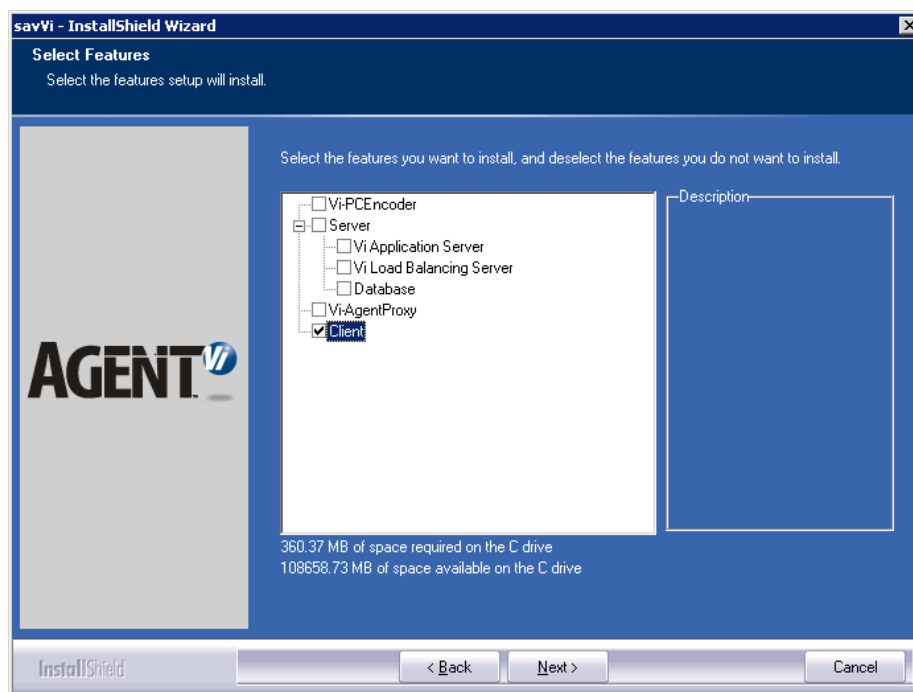 savVi - InstallShield Wizard
Select Features
Select the features setup will install.
Select the features you want to install, and deselect the features you do not want to install.
Vi-PCEncoder
Server
Vi Application Server
Vi Load Balancing Server
Database
Vi-AgentProxy
Client
Description
AGENT Vi
360.37 MB of space required on the C drive
108658.73 MB of space available on the C drive
InstallShield
< Back
Next >
Cancel